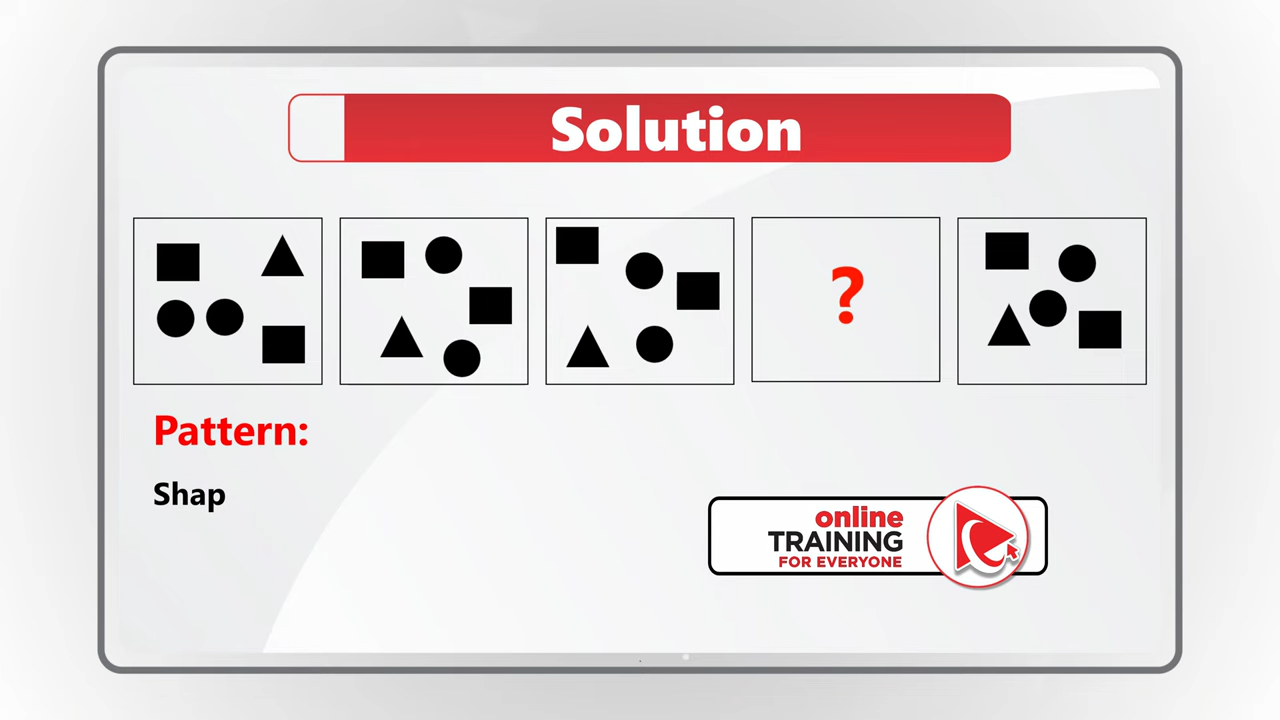 Solution
?
Pattern:
Shap
online
TRAINING
FOR EVERYONE